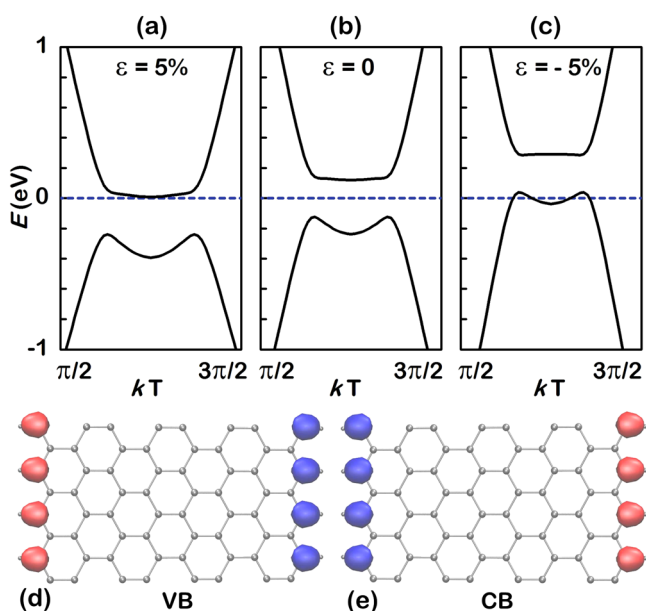 (a) (b) (c)
1
ε = 5% ε = 0 ε = - 5%
E (eV)
0
-1
π/2 kT 3π/2 π/2 kT 3π/2 π/2 kT 3π/2
(d) VB (e) CB